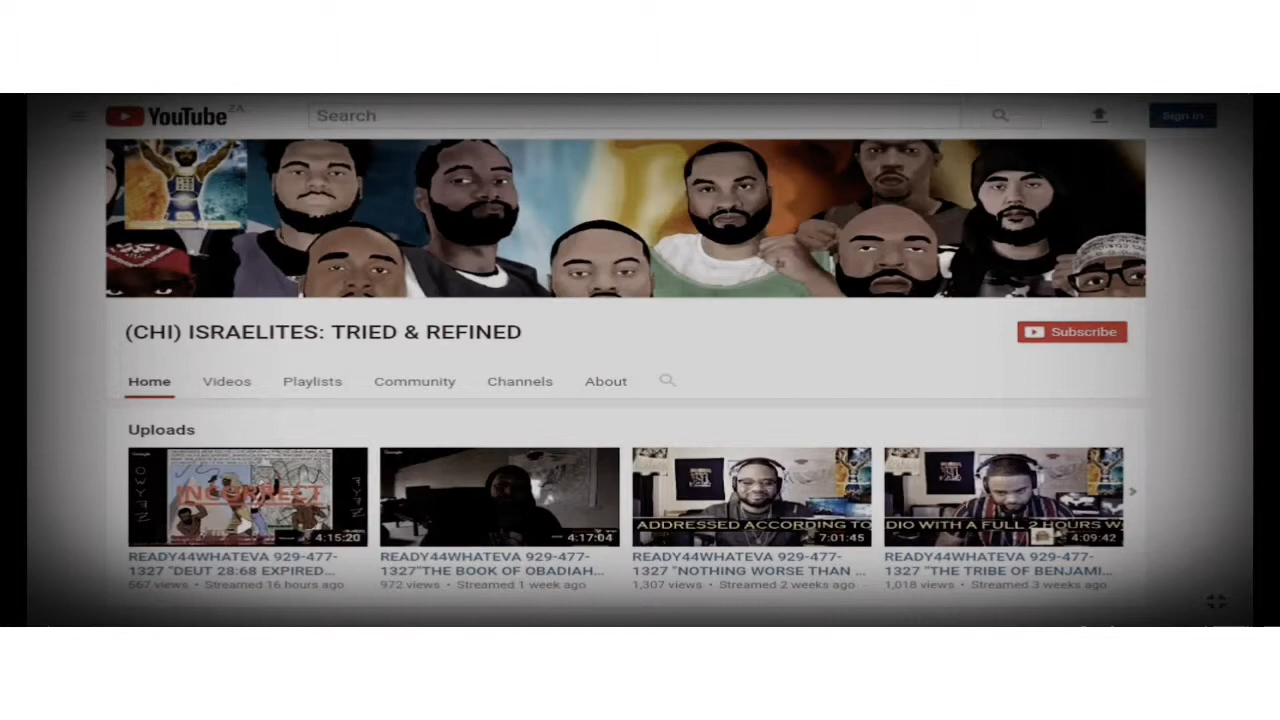 YouTube ZA
Search
Sign in
(CHI) ISRAELITES: TRIED & REFINED
Subscribe
Home Videos Playlists Community Channels About
Uploads
INCORRECT
ADDRESSED ACCORDING TO
DIO WITH A FULL 2 HOURS W
4:15:20
4:17:04
7:01:45
4:09:42
READY44WHATEVA 929-477-
1327 "DEUT 28:68 EXPIRED...
567 views • Streamed 16 hours ago
READY44WHATEVA 929-477-
1327"THE BOOK OF OBADIAH...
972 views • Streamed 1 week ago
READY44WHATEVA 929-477-
1327 "NOTHING WORSE THAN ...
1,307 views • Streamed 2 weeks ago
READY44WHATEVA 929-477-
1327 "THE TRIBE OF BENJAMI...
1,018 views • Streamed 3 weeks ago